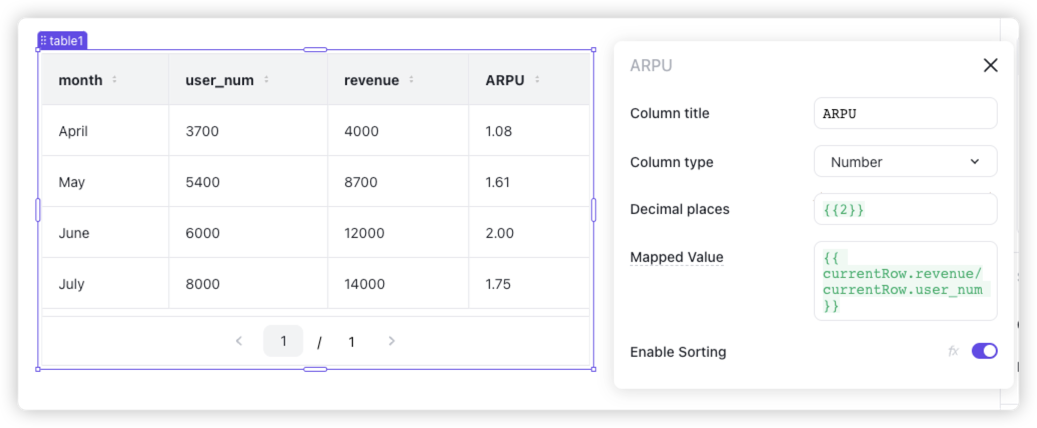 table1
month user_num revenue ARPU
April 3700 4000 1.08
May 5400 8700 1.61
June 6000 12000 2.00
July 8000 14000 1.75
1 / 1
ARPU
Column title ARPU
Column type Number
Decimal places {{2}}
Mapped Value {{
currentRow.revenue/
currentRow.user_num
}}
Enable Sorting fx